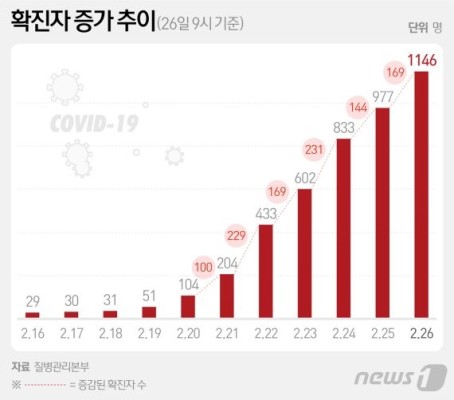 확진자 증가 추이(26일 9시 기준)
단위 명
COVID-19
29 30 31 51 104 204 433 602 833 977 1146
100 229 169 231 144 169
2.16 2.17 2.18 2.19 2.20 2.21 2.22 2.23 2.24 2.25 2.26
자료 질병관리본부
※ ------------ = 증감된 확진자 수
news1